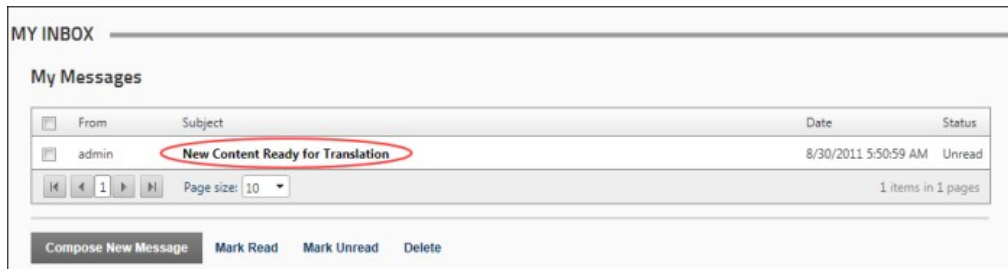 MY INBOX
My Messages
From Subject Date Status
admin New Content Ready for Translation 8/30/2011 5:50:59 AM Unread
1 Page size: 10 1 items in 1 pages
Compose New Message Mark Read Mark Unread Delete